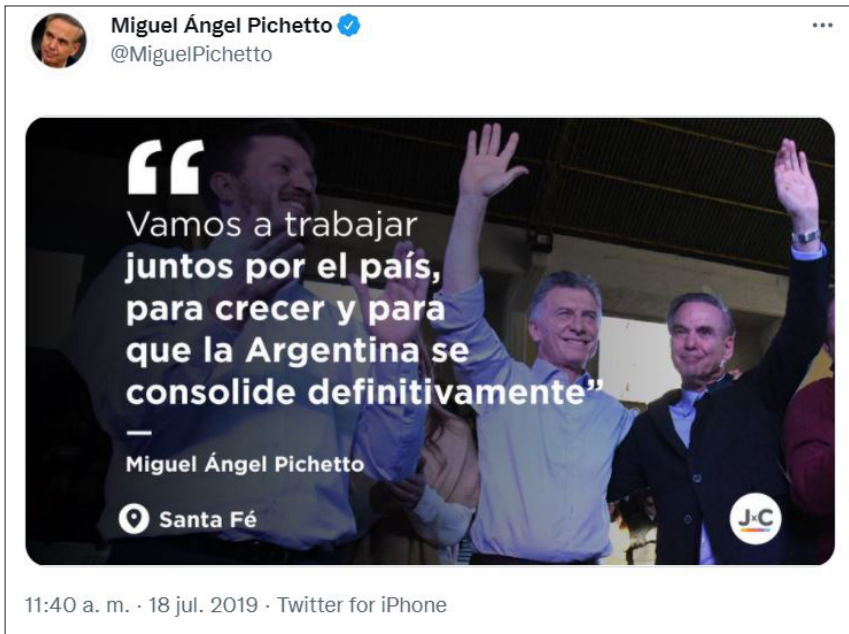 Miguel Ángel Pichetto
@MiguelPichetto
“
Vamos a trabajar
juntos por el país,
para crecer y para
que la Argentina se
consolide definitivamente”
—
Miguel Ángel Pichetto
Santa Fé
JxC
11:40 a. m. · 18 jul. 2019 · Twitter for iPhone